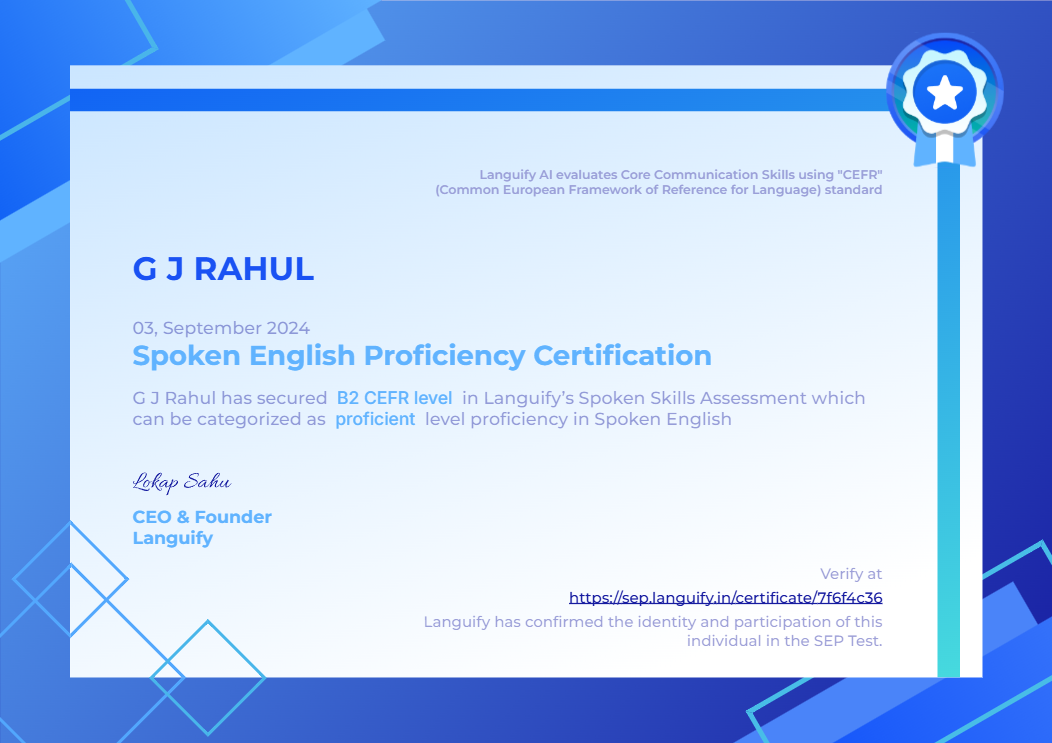 Languify AI evaluates Core Communication Skills using "CEFR"
(Common European Framework of Reference for Language) standard
G J RAHUL
03, September 2024
Spoken English Proficiency Certification
G J Rahul has secured B2 CEFR level in Languify’s Spoken Skills Assessment which
can be categorized as proficient level proficiency in Spoken English
Lokap Sahu
CEO & Founder
Languify
Verify at
https://sep.languify.in/certificate/7f6f4c36
Languify has confirmed the identity and participation of this
individual in the SEP Test.